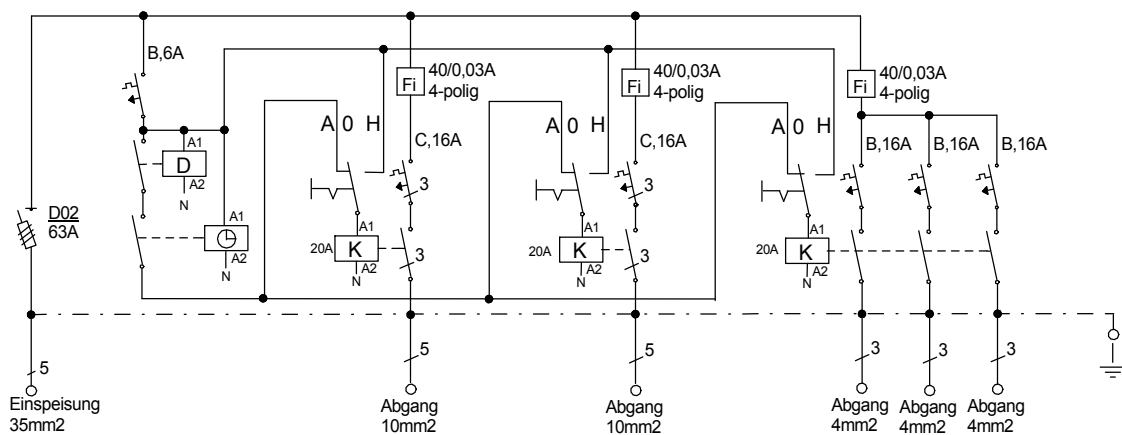 B,6A
40/0,03A
4-polig
Fi
40/0,03A
4-polig
Fi
40/0,03A
4-polig
Fi
A 0 H
A 0 H
A 0 H
C,16A
C,16A
B,16A
B,16A
B,16A
A1
D
A2
N
D02
63A
A1
A2
N
3
3
A1
20A
K
A2
N
3
A1
20A
K
A2
N
3
A1
20A
K
A2
N
5
5
5
3
3
3
Einspeisung
35mm2
Abgang
10mm2
Abgang
10mm2
Abgang
4mm2
Abgang
4mm2
Abgang
4mm2